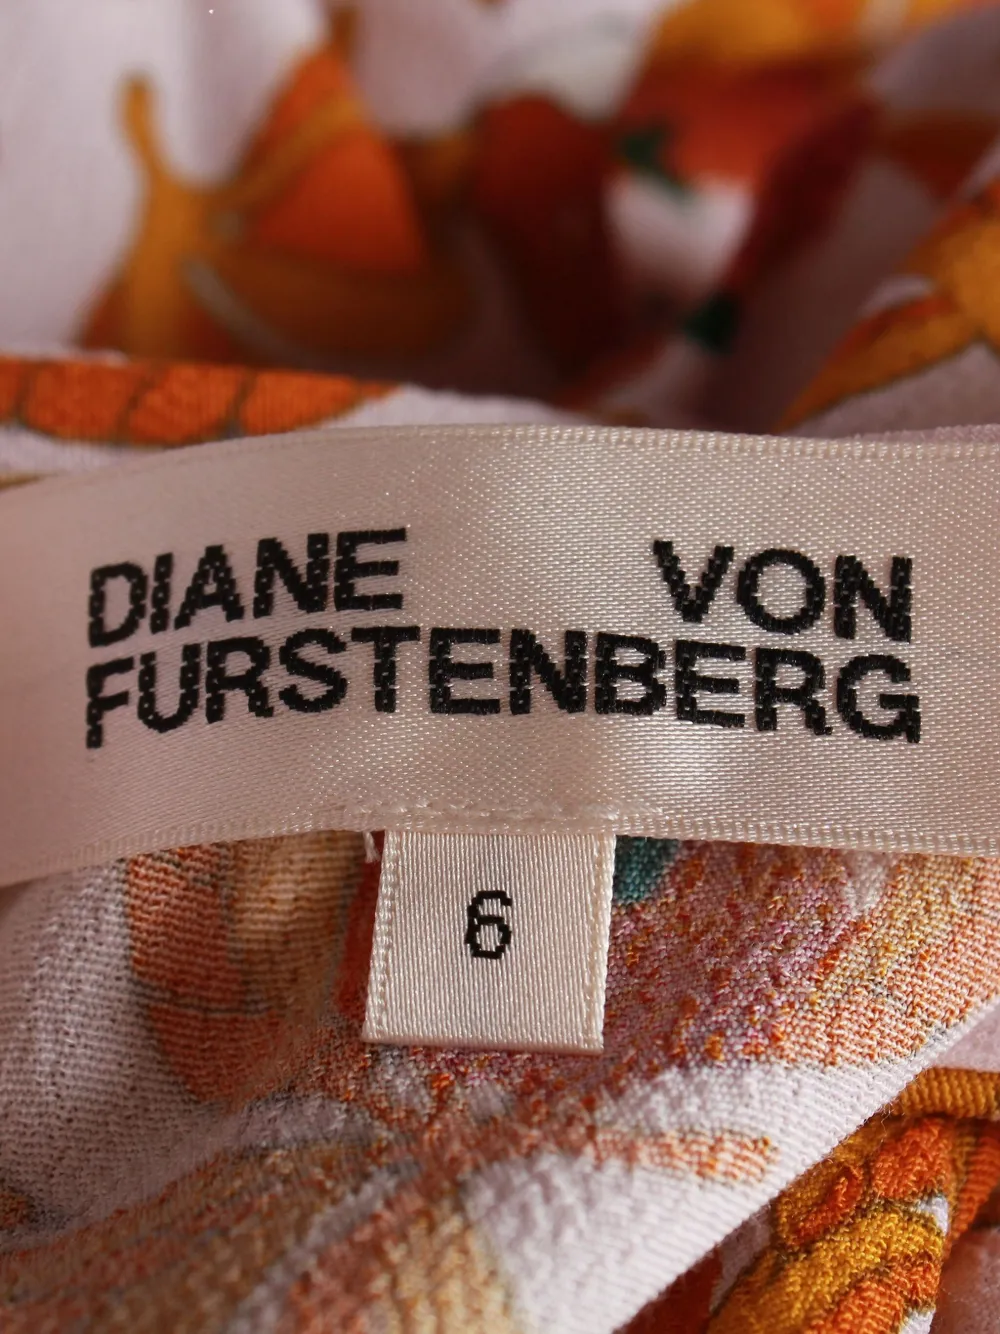 DIANE VON
FURSTENBERG
6